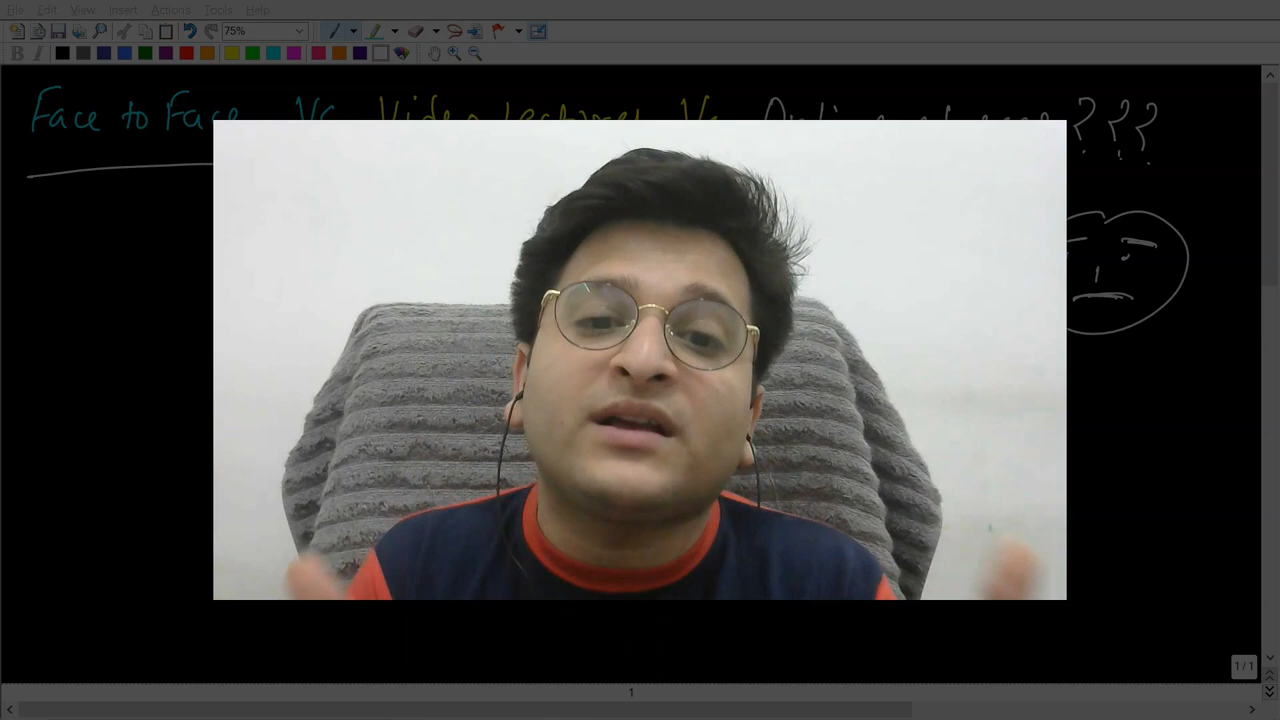 File Edit View Insert Actions Tools Help
75%
B I
Face to Face Vs Video Lectures Vs ???
1 / 1
1